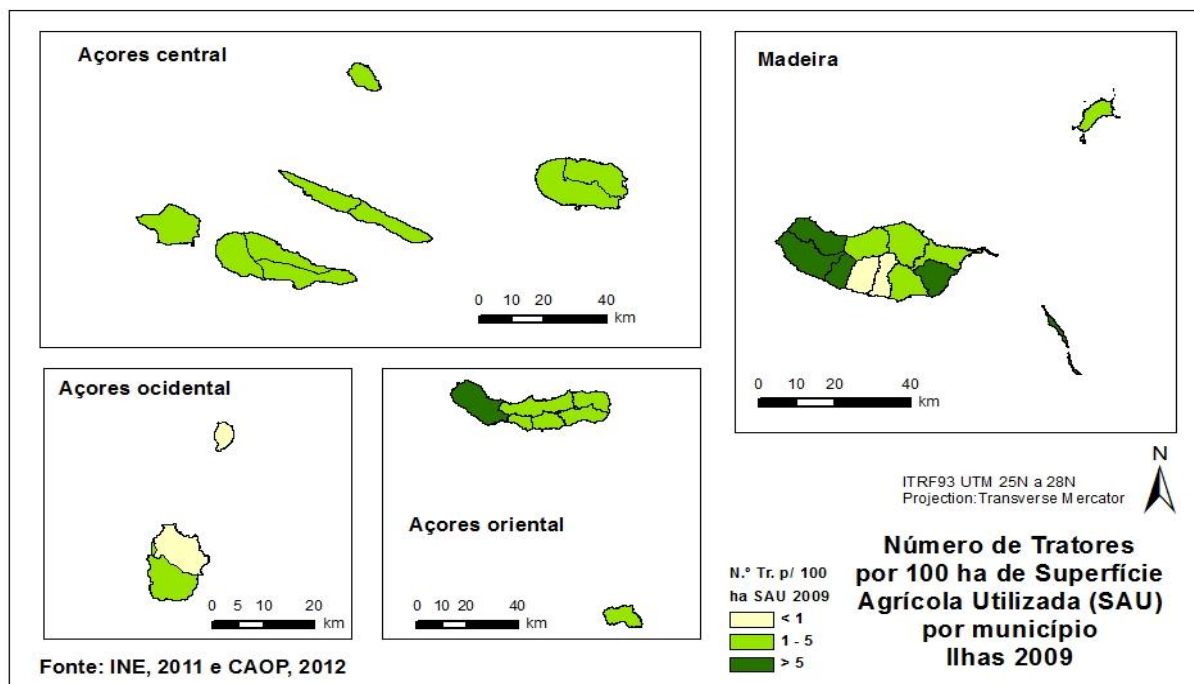 Açores central
0 10 20 40
km
Madeira
0 10 20 40
km
Açores ocidental
0 5 10 20
km
Açores oriental
0 10 20 40
km
N
ITRF93 UTM 25N a 28N
Projection: Transverse Mercator
N.º Tr. p/ 100
ha SAU 2009
< 1
1 - 5
> 5
Número de Tratores
por 100 ha de Superfície
Agrícola Utilizada (SAU)
por município
Ilhas 2009
Fonte: INE, 2011 e CAOP, 2012